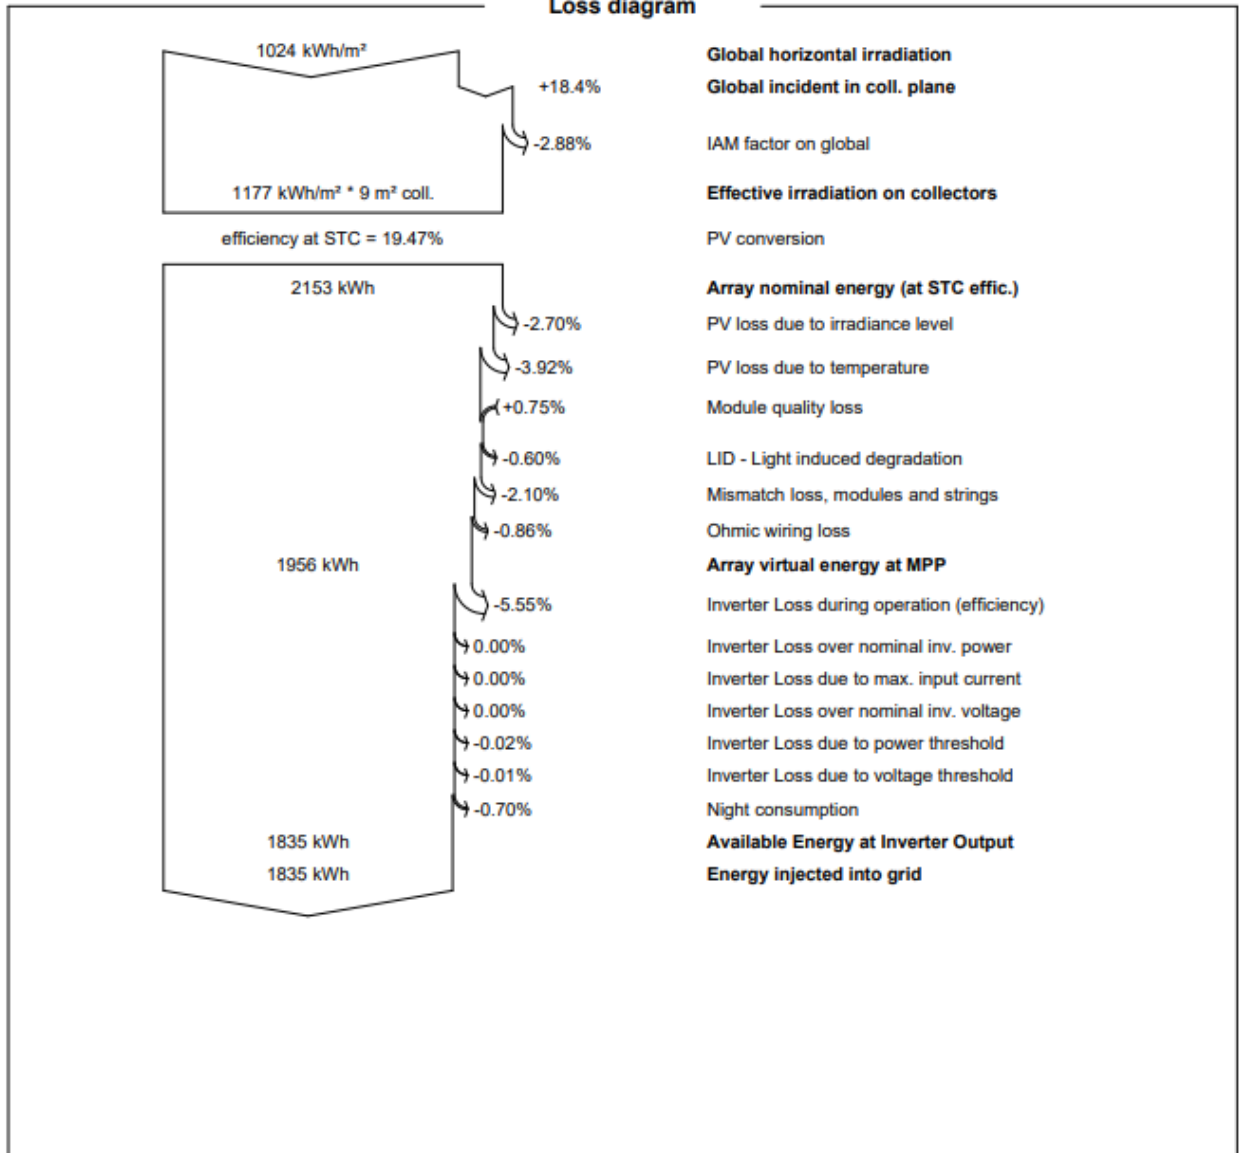 Loss diagram
1024 kWh/m² Global horizontal irradiation
+18.4% Global incident in coll. plane
-2.88% IAM factor on global
1177 kWh/m² * 9 m² coll. Effective irradiation on collectors
efficiency at STC = 19.47% PV conversion
2153 kWh Array nominal energy (at STC effic.)
-2.70% PV loss due to irradiance level
-3.92% PV loss due to temperature
+0.75% Module quality loss
-0.60% LID - Light induced degradation
-2.10% Mismatch loss, modules and strings
-0.86% Ohmic wiring loss
1956 kWh Array virtual energy at MPP
-5.55% Inverter Loss during operation (efficiency)
0.00% Inverter Loss over nominal inv. power
0.00% Inverter Loss due to max. input current
0.00% Inverter Loss over nominal inv. voltage
-0.02% Inverter Loss due to power threshold
-0.01% Inverter Loss due to voltage threshold
-0.70% Night consumption
1835 kWh Available Energy at Inverter Output
1835 kWh Energy injected into grid